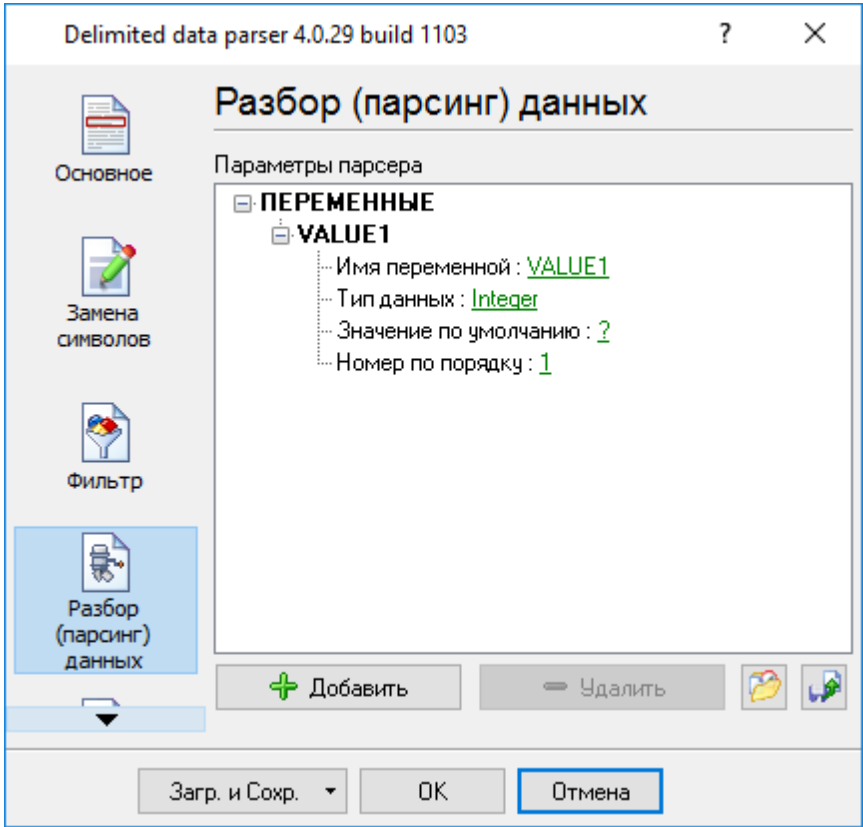 Delimited data parser 4.0.29 build 1103
?
Основное
Замена
символов
Фильтр
Разбор
(парсинг)
данных
Разбор (парсинг) данных
Параметры парсера
ПЕРЕМЕННЫЕ
VALUE1
Имя переменной : VALUE1
Тип данных : Integer
Значение по умолчанию : ?
Номер по порядку : 1
Добавить
Удалить
Загр. и Сохр.
OK
Отмена